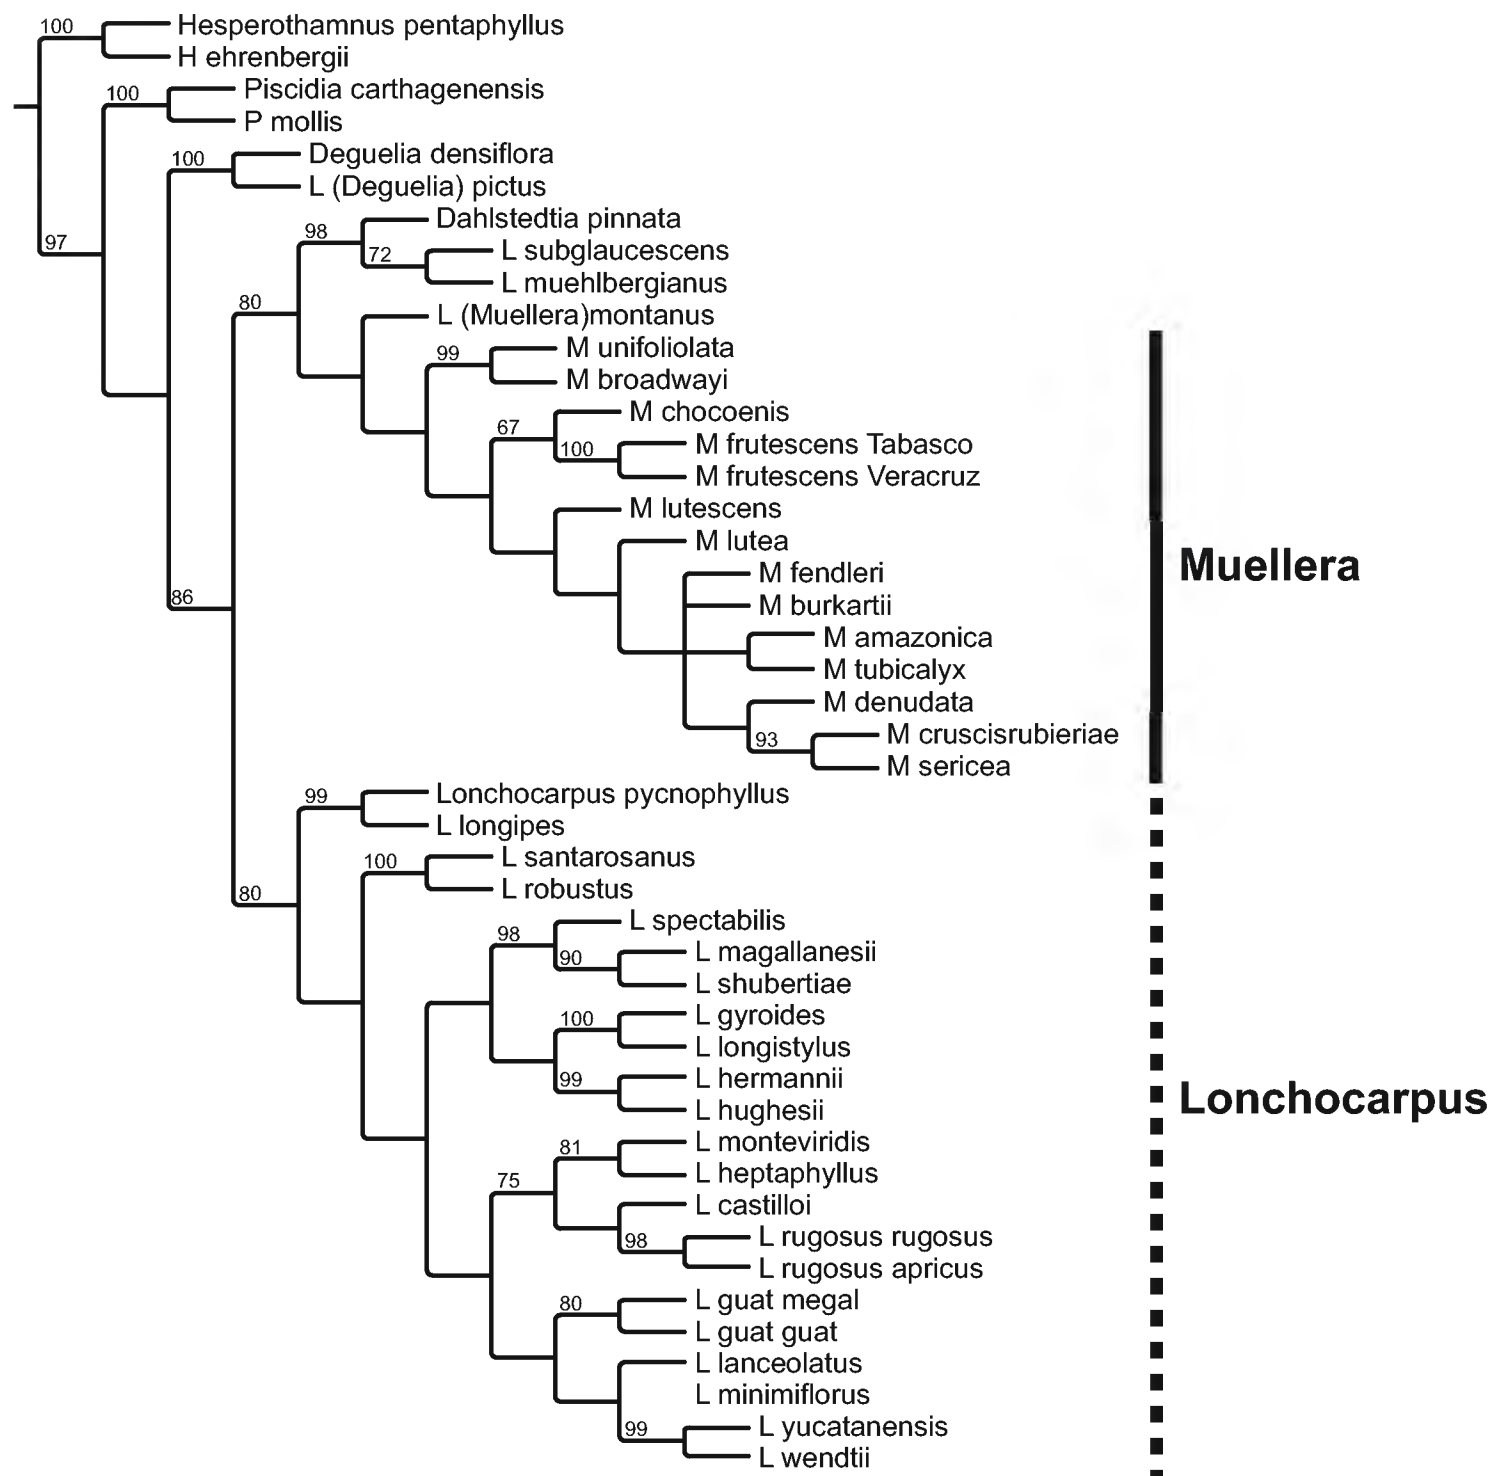 100
Hesperothamnus pentaphyllus
H ehrenbergii
Piscidia carthagenensis
100
P mollis
Deguelia densiflora
100
L (Deguelia) pictus
Dahlstedtia pinnata
98
97
L subglaucescens
72
L muehlbergianus
80
L (Muellera)montanus
M unifoliolata
99
M broadwayi
M chocoenis
67
M frutescens Tabasco
100
M frutescens Veracruz
M lutescens
M lutea
Muellera
M fendleri
86
M burkartii
M amazonica
M tubicalyx
M denudata
M cruscisrubieriae
93
M sericea
99
Lonchocarpus pycnophyllus
L longipes
L santarosanus
100
L robustus
80
L spectabilis
98
L magallanesii
90
L shubertiae
L gyroides
100
L longistylus
L hermannii
99
Lonchocarpus
L hughesii
L monteviridis
81
L heptaphyllus
75
L castilloi
L rugosus rugosus
98
L rugosus apricus
L guat megal
80
L guat guat
L lanceolatus
L minimiflorus
L yucatanensis
99
L wendtii